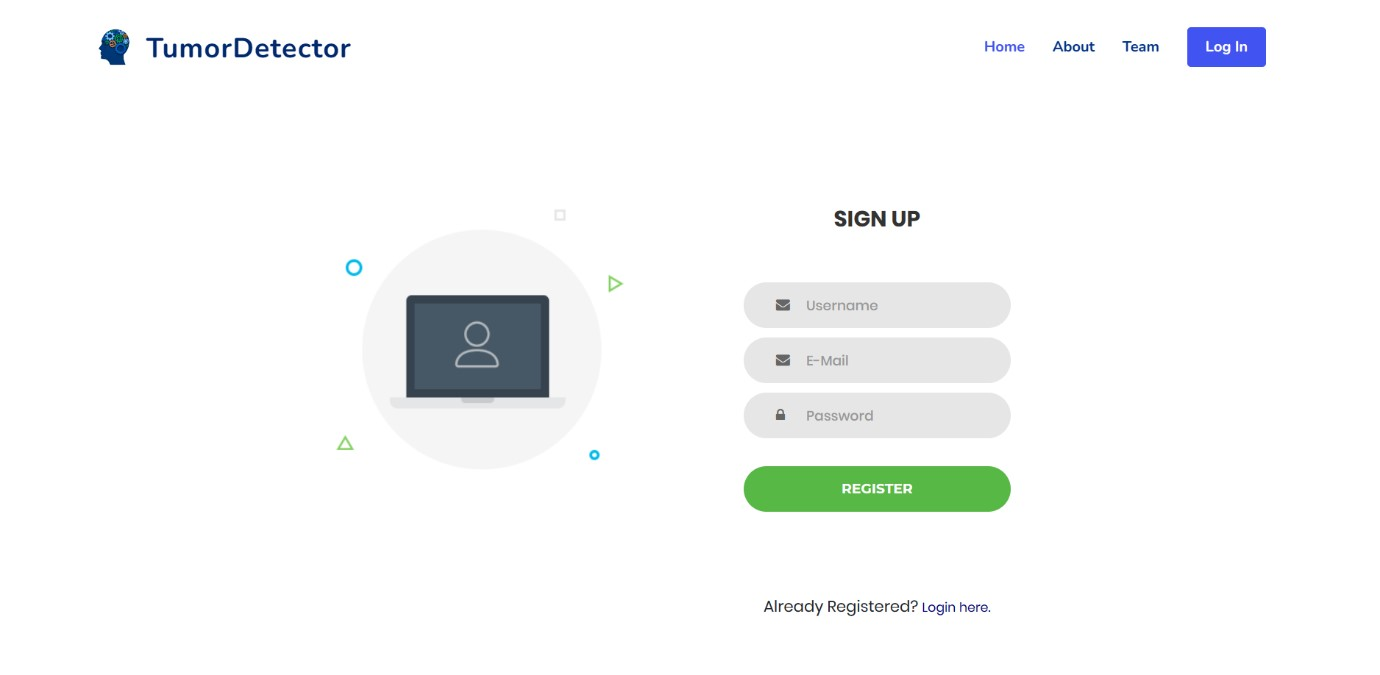 TumorDetector
Home About Team Log In
SIGN UP
Username
E-Mail
Password
REGISTER
Already Registered? Login here.